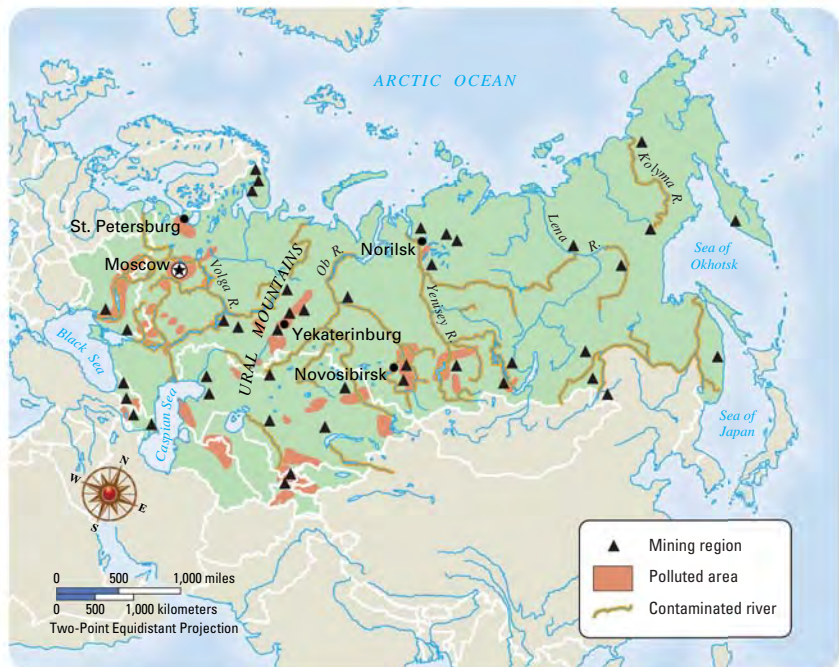 ARCTIC OCEAN
Kolyma R.
St. Petersburg
Lena R.
Norilsk
Sea of
Okhotsk
Moscow
Volga R.
URAL MOUNTAINS
Ob R.
Yenisey R.
Black Sea
Yekaterinburg
Novosibirsk
Caspian Sea
Sea of
Japan
N
W
E
S
Mining region
Polluted area
Contaminated river
0 500 1,000 miles
0 500 1,000 kilometers
Two-Point Equidistant Projection